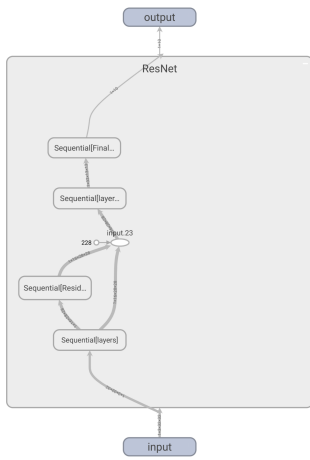 output
ResNet
Sequential[Final...
Sequential[layer...
input.23
228
Sequential[Resid...
Sequential[layers]
input